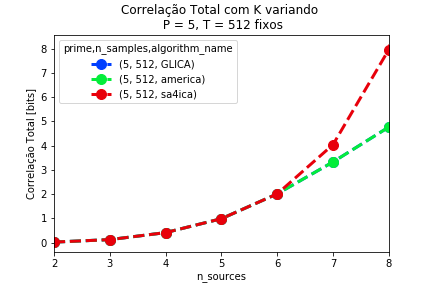 Correlação Total com K variando
P = 5, T = 512 fixos
prime,n_samples,algorithm_name
(5, 512, GLICA)
(5, 512, america)
(5, 512, sa4ica)
Correlação Total [bits]
8
7
6
5
4
3
2
1
0
2 3 4 5 6 7 8
n_sources